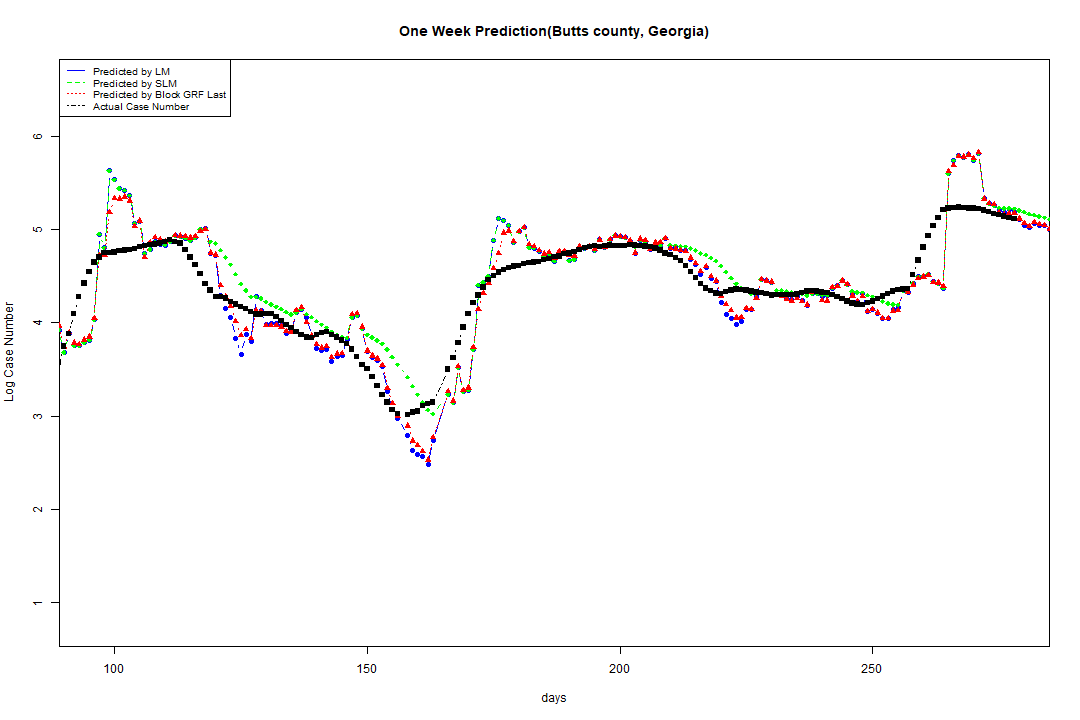 One Week Prediction(Butts county, Georgia)
Predicted by LM
Predicted by SLM
Predicted by Block GRF Last
Actual Case Number
6
5
4
3
2
1
Log Case Number
100 150 200 250
days